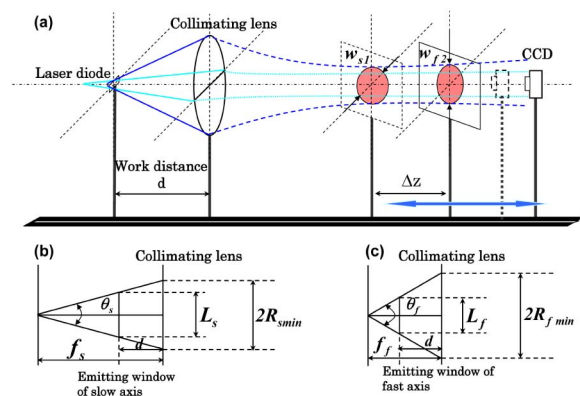 (a)
Collimating lens
Laser diode
w_s1
w_f2
CCD
Work distance
d
Δz
(b)
Collimating lens
θ_s
L_s
2R_smin
f_s
d
Emitting window
of slow axis
(c)
Collimating lens
θ_f
L_f
2R_f min
f_f
d
Emitting window of
fast axis